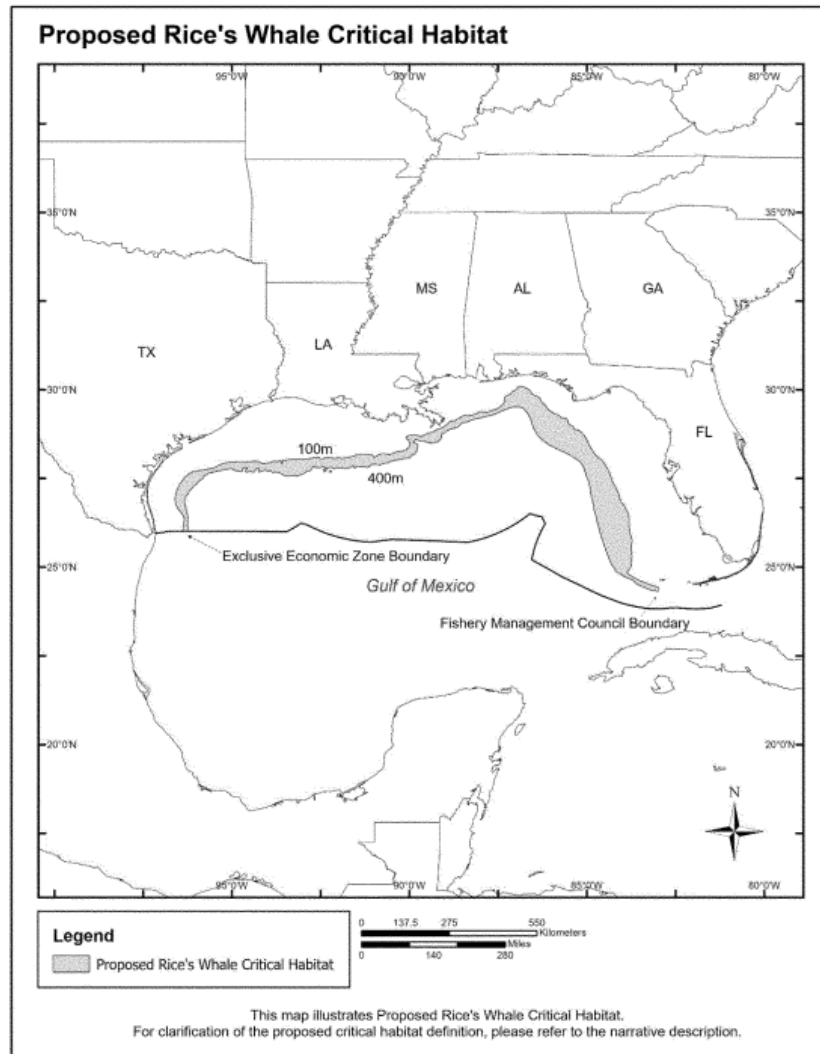 Proposed Rice's Whale Critical Habitat
95°0'W 90°0'W 85°0'W 80°0'W
35°0'N 35°0'N
MS AL GA
TX LA
30°0'N 30°0'N
FL
100m
400m
Exclusive Economic Zone Boundary
25°0'N 25°0'N
Gulf of Mexico
Fishery Management Council Boundary
20°0'N 20°0'N
N
95°0'W 90°0'W 85°0'W 80°0'W
Legend
Proposed Rice's Whale Critical Habitat
0 137.5 275 550
Kilometers
Miles
0 140 280
This map illustrates Proposed Rice's Whale Critical Habitat.
For clarification of the proposed critical habitat definition, please refer to the narrative description.